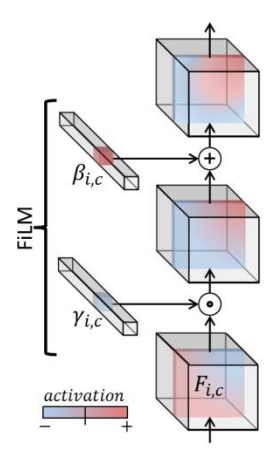 FiLM
β_{i,c}
γ_{i,c}
F_{i,c}
activation
− +